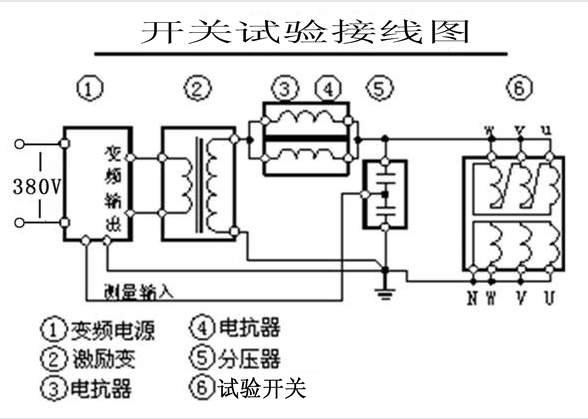 开关试验接线图
① ② ③ ④ ⑤ ⑥
w v u
380V
变频输出
测量输入
N W V U
①变频电源 ④电抗器
②激励变 ⑤分压器
③电抗器 ⑥试验开关